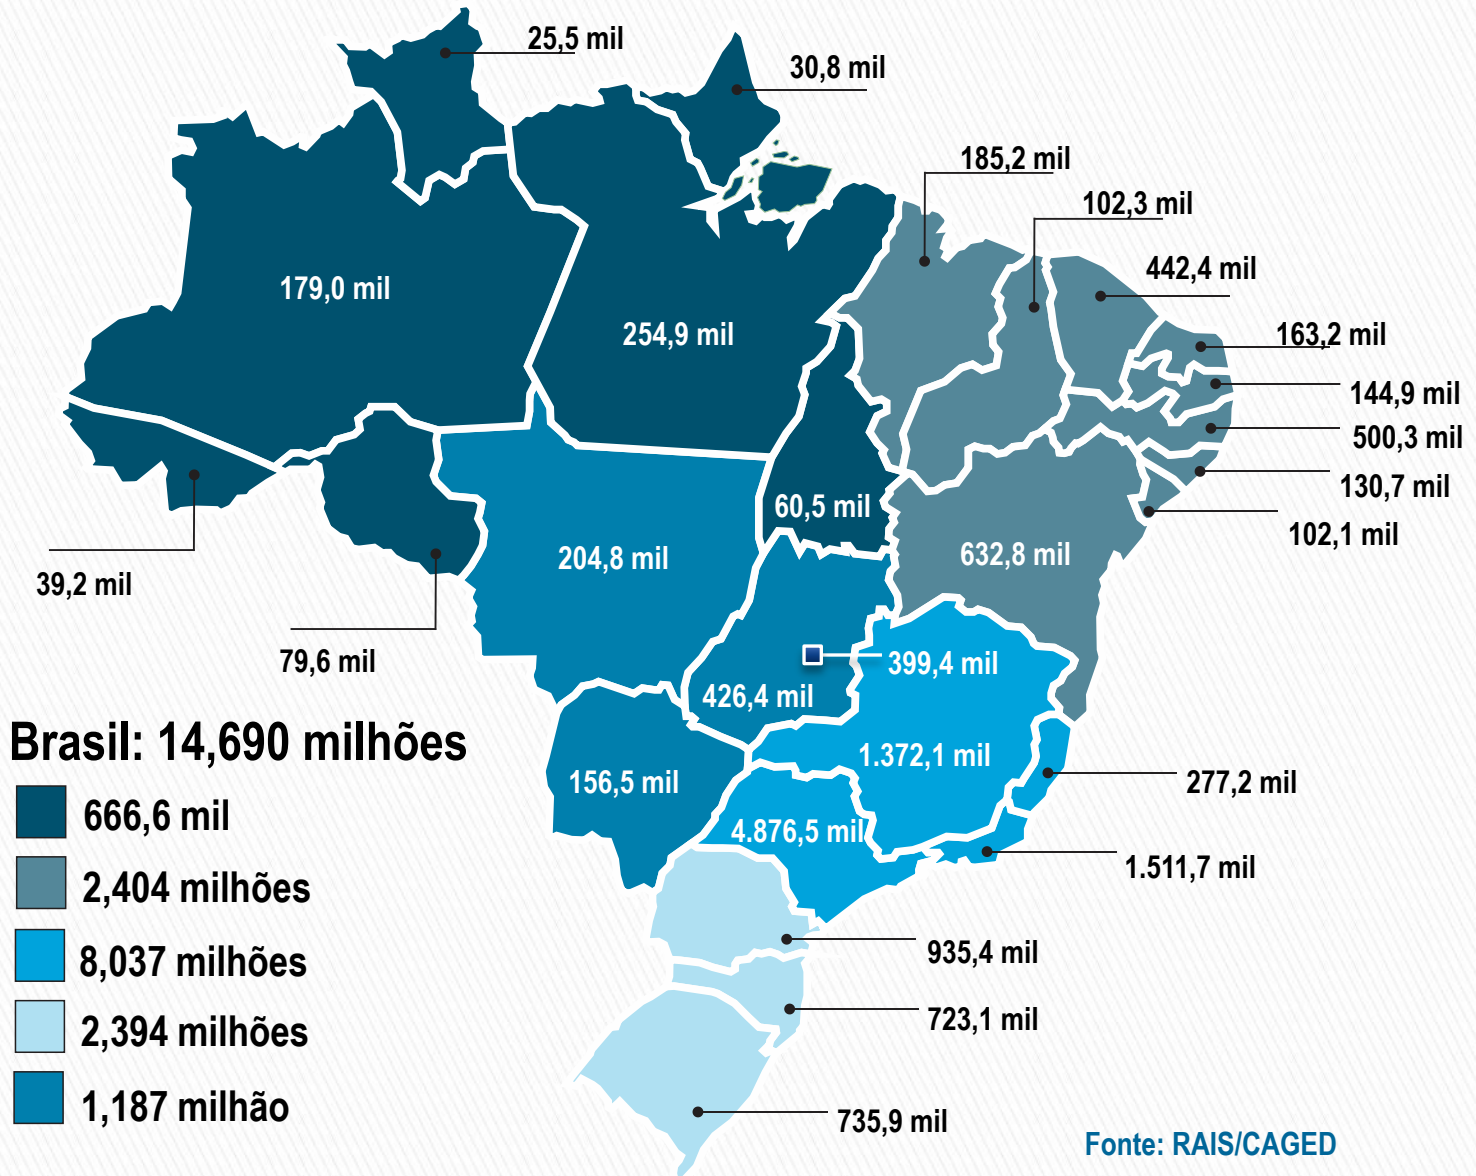 25,5 mil
30,8 mil
185,2 mil
102,3 mil
442,4 mil
179,0 mil
254,9 mil
163,2 mil
144,9 mil
500,3 mil
130,7 mil
60,5 mil
102,1 mil
204,8 mil
632,8 mil
39,2 mil
79,6 mil
399,4 mil
426,4 mil
Brasil: 14,690 milhões
1.372,1 mil
156,5 mil
277,2 mil
666,6 mil
4.876,5 mil
1.511,7 mil
2,404 milhões
935,4 mil
8,037 milhões
723,1 mil
2,394 milhões
1,187 milhão
735,9 mil
Fonte: RAIS/CAGED